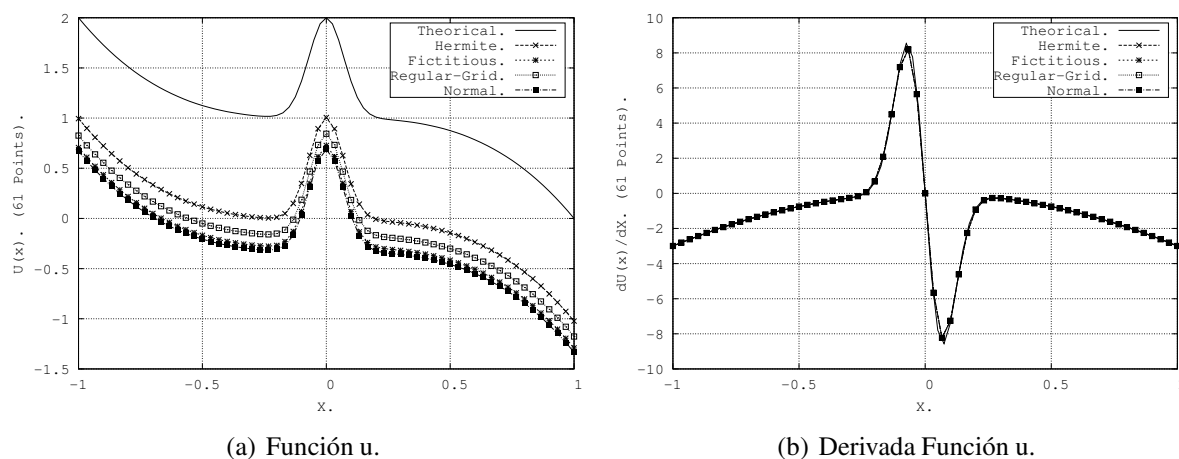 2
1.5
1
0.5
0
-0.5
-1
-1.5
U(x). (61 Points).
Theorical.
Hermite.
Fictitious.
Regular-Grid.
Normal.
-1
-0.5
0
0.5
1
X.
(a) Función u.
10
8
6
4
2
0
-2
-4
-6
-8
-10
dU(x)/dX. (61 Points).
Theorical.
Hermite.
Fictitious.
Regular-Grid.
Normal.
-1
-0.5
0
0.5
X.
(b) Derivada Función u.